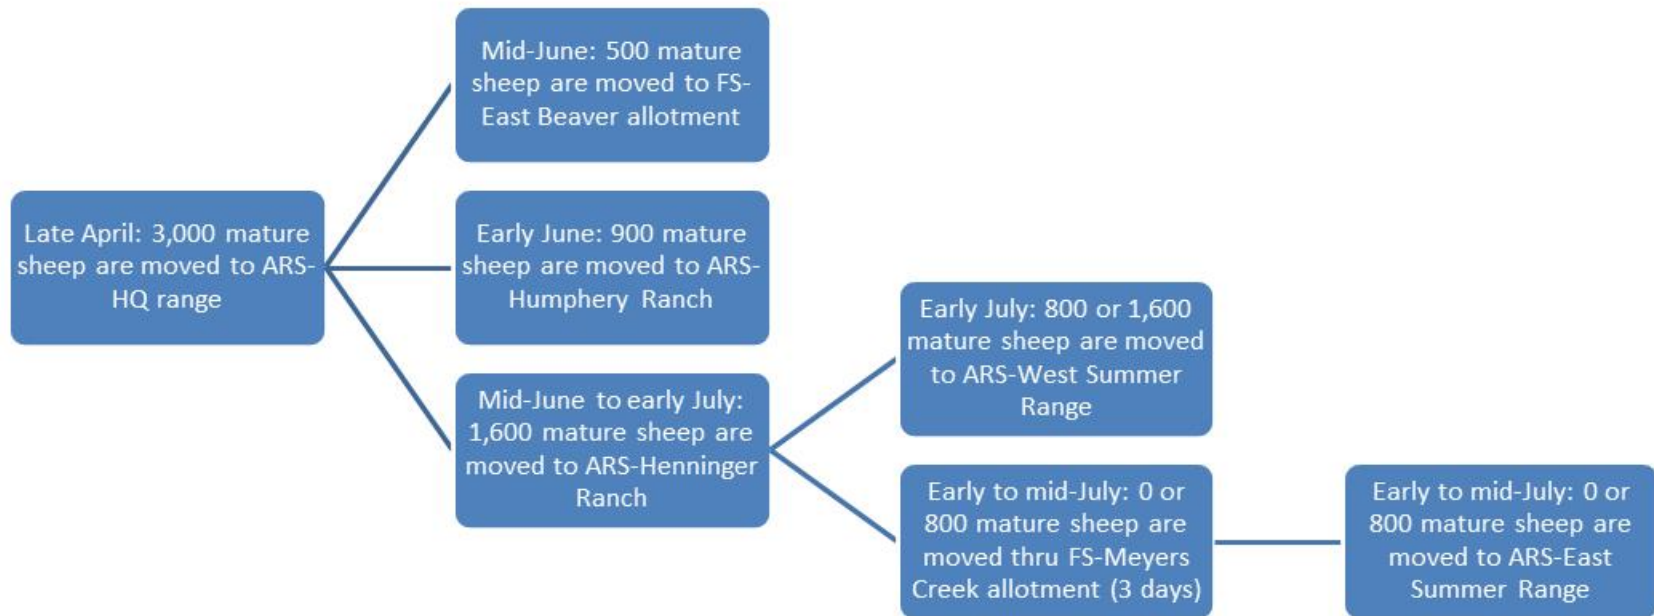 Mid-June: 500 mature
sheep are moved to FS-
East Beaver allotment
Late April: 3,000 mature
sheep are moved to ARS-
HQ range
Early June: 900 mature
sheep are moved to ARS-
Humphery Ranch
Mid-June to early July:
1,600 mature sheep are
moved to ARS-Henninger
Ranch
Early July: 800 or 1,600
mature sheep are moved
to ARS-West Summer
Range
Early to mid-July: 0 or
800 mature sheep are
moved thru FS-Meyers
Creek allotment (3 days)
Early to mid-July: 0 or
800 mature sheep are
moved to ARS-East
Summer Range